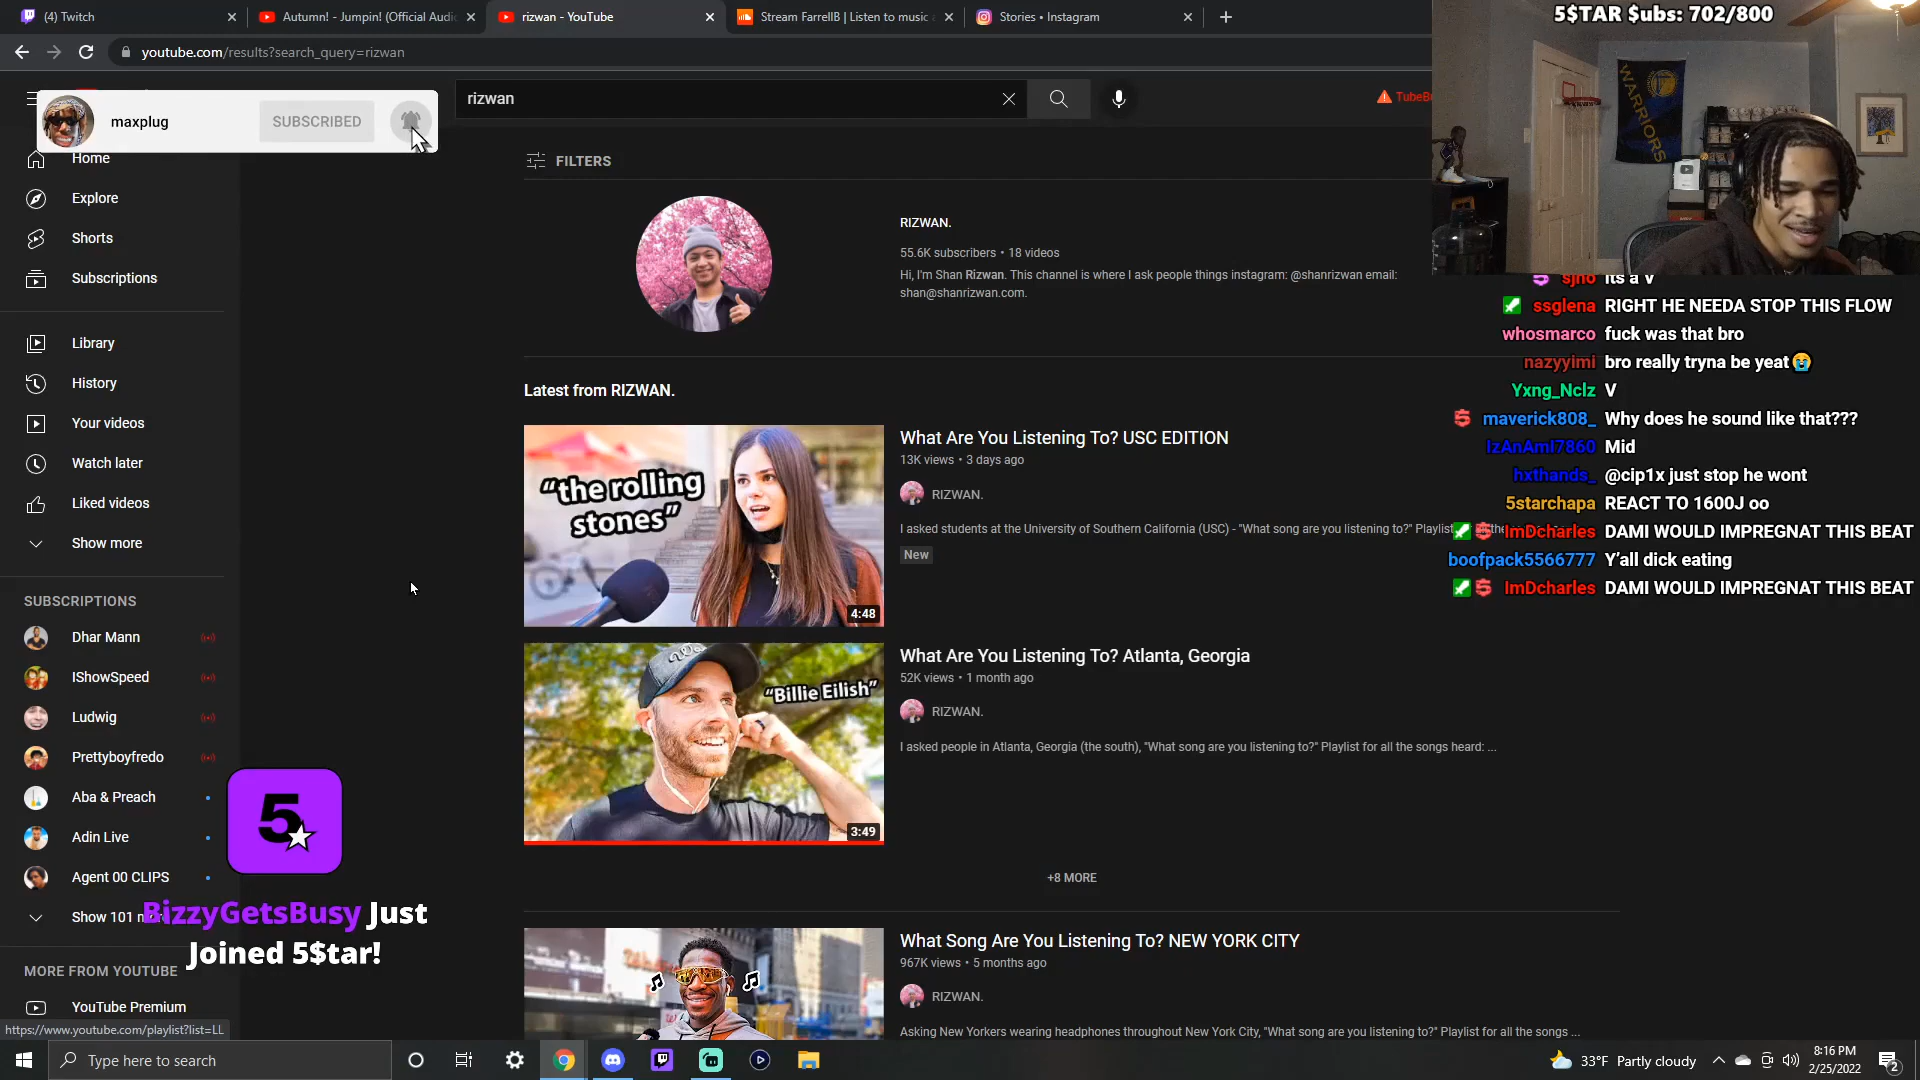 (4) Twitch
Autumn! - Jumpin! (Official Audio
rizwan - YouTube
Stream FarrellB | Listen to music
Stories • Instagram
5$TAR $ubs: 702/800
youtube.com/results?search_query=rizwan
rizwan
maxplug
SUBSCRIBED
Home
Explore
Shorts
Subscriptions
Library
History
Your videos
Watch later
Liked videos
Show more
SUBSCRIPTIONS
Dhar Mann
IShowSpeed
Ludwig
Prettyboyfredo
Aba & Preach
Adin Live
Agent 00 CLIPS
Show 101
MORE FROM YOUTUBE
YouTube Premium
https://www.youtube.com/playlist?list=LL
5
BizzyGetsBusy Just
Joined 5$tar!
FILTERS
RIZWAN.
55.6K subscribers • 18 videos
Hi, I'm Shan Rizwan. This channel is where I ask people things instagram: @shanrizwan email:
shan@shanrizwan.com.
Latest from RIZWAN.
"the rolling
stones"
4:48
What Are You Listening To? USC EDITION
13K views • 3 days ago
RIZWAN.
I asked students at the University of Southern California (USC) - "What song are you listening to?"
New
"Billie Eilish"
3:49
What Are You Listening To? Atlanta, Georgia
52K views • 1 month ago
RIZWAN.
I asked people in Atlanta, Georgia (the south), "What song are you listening to?" Playlist for all the songs heard: ...
+8 MORE
What Song Are You Listening To? NEW YORK CITY
967K views • 5 months ago
RIZWAN.
Asking New Yorkers wearing headphones throughout New York City, "What song are you listening to?" Playlist for all the songs ...
WARRIORS
sjho its a V
ssglena RIGHT HE NEEDA STOP THIS FLOW
whosmarco fuck was that bro
nazyyimi bro really tryna be yeat😭
Yxng_Nclz V
maverick808_ Why does he sound like that???
IzAnAmI7860 Mid
hxthands_ @cip1x just stop he wont
5starchapa REACT TO 1600J oo
ImDcharles DAMI WOULD IMPREGNAT THIS BEAT
boofpack5566777 Y'all dick eating
ImDcharles DAMI WOULD IMPREGNAT THIS BEAT
Type here to search
33°F Partly cloudy
8:16 PM
2/25/2022
2